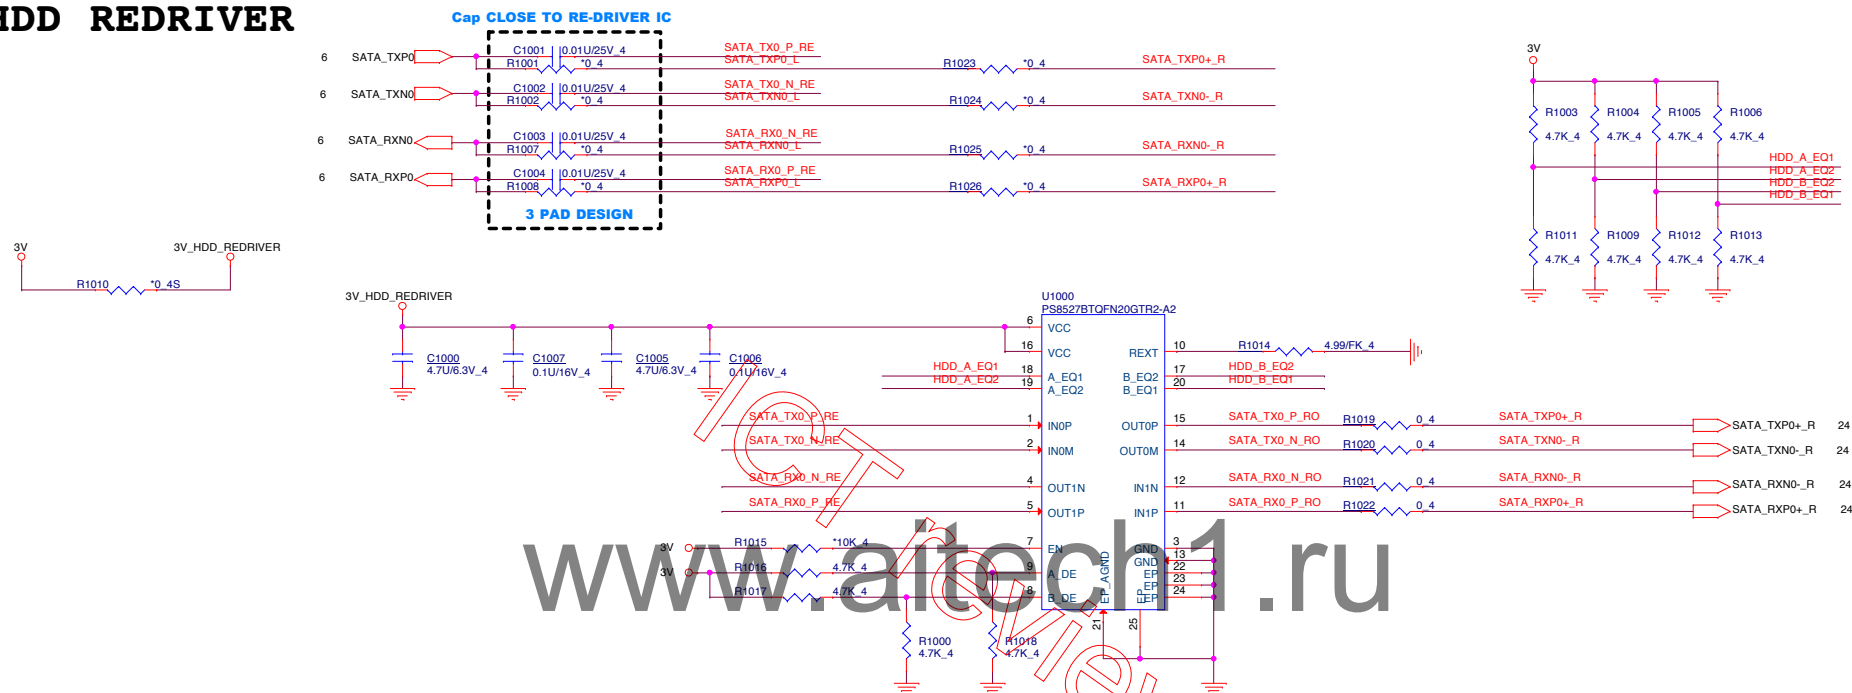 HDD REDRIVER
Cap CLOSE TO RE-DRIVER IC
6 SATA_TXP0 C1001 0.01U/25V_4 SATA_TX0_P_RE
R1001 *0_4 SATA_TXP0_L R1023 *0_4 SATA_TXP0+_R
6 SATA_TXN0 C1002 0.01U/25V_4 SATA_TX0_N_RE
R1002 *0_4 SATA_TXN0_L R1024 *0_4 SATA_TXN0-_R
6 SATA_RXN0 C1003 0.01U/25V_4 SATA_RX0_N_RE
R1007 *0_4 SATA_RXN0_L R1025 *0_4 SATA_RXN0-_R
6 SATA_RXP0 C1004 0.01U/25V_4 SATA_RX0_P_RE
R1008 *0_4 SATA_RXP0_L R1026 *0_4 SATA_RXP0+_R
3 PAD DESIGN
3V
R1003 R1004 R1005 R1006
4.7K_4 4.7K_4 4.7K_4 4.7K_4
HDD_A_EQ1
HDD_A_EQ2
HDD_B_EQ2
HDD_B_EQ1
R1011 R1009 R1012 R1013
4.7K_4 4.7K_4 4.7K_4 4.7K_4
3V 3V_HDD_REDRIVER
R1010 *0_4S
3V_HDD_REDRIVER
C1000 C1007 C1005 C1006
4.7U/6.3V_4 0.1U/16V_4 4.7U/6.3V_4 0.1U/16V_4
U1000
PS8527BTQFN20GTR2-A2
6 VCC
16 VCC REXT 10 R1014 4.99/FK_4
HDD_A_EQ1 18 A_EQ1 B_EQ2 17 HDD_B_EQ2
HDD_A_EQ2 19 A_EQ2 B_EQ1 20 HDD_B_EQ1
SATA_TX0_P_RE 1 IN0P OUT0P 15 SATA_TX0_P_RO R1019 0_4 SATA_TXP0+_R SATA_TXP0+_R 24
SATA_TX0_N_RE 2 IN0M OUT0M 14 SATA_TX0_N_RO R1020 0_4 SATA_TXN0-_R SATA_TXN0-_R 24
SATA_RX0_N_RE 4 OUT1N IN1N 12 SATA_RX0_N_RO R1021 0_4 SATA_RXN0-_R SATA_RXN0-_R 24
SATA_RX0_P_RE 5 OUT1P IN1P 11 SATA_RX0_P_RO R1022 0_4 SATA_RXP0+_R SATA_RXP0+_R 24
3V R1015 *10K_4 7 EN GND 3
GND 13
3V R1016 4.7K_4 9 A_DE EP 22
EP 23
R1017 4.7K_4 8 B_DE EP 24
EP_AGND EP
21 25
R1000 R1018
4.7K_4 4.7K_4
www.aitech1.ru
ICT